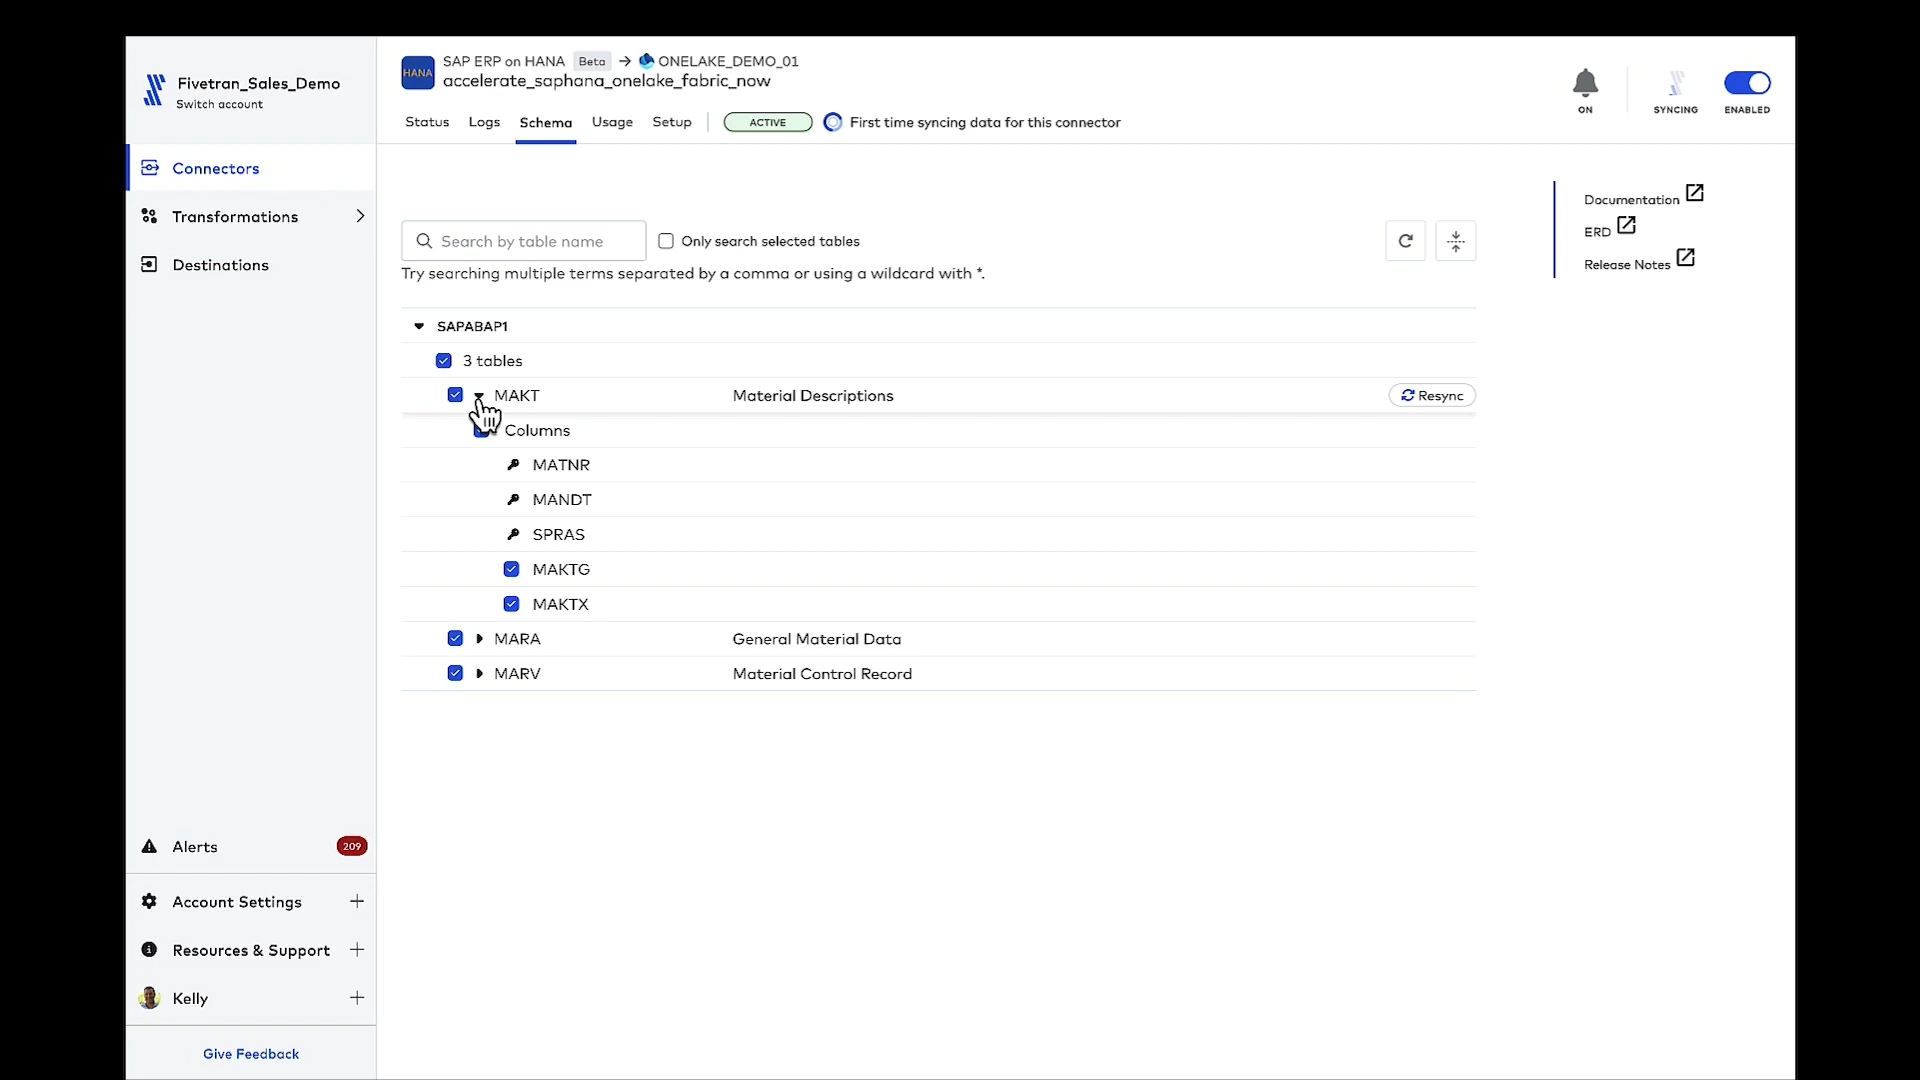 Fivetran_Sales_Demo
Switch account
Connectors
Transformations
Destinations
Alerts
209
Account Settings
Resources & Support
Kelly
Give Feedback
HANA
SAP ERP on HANA Beta → ONELAKE_DEMO_01
accelerate_saphana_onelake_fabric_now
Status Logs Schema Usage Setup ACTIVE First time syncing data for this connector
ON
SYNCING
ENABLED
Search by table name
Only search selected tables
Try searching multiple terms separated by a comma or using a wildcard with *.
SAPABAP1
3 tables
MAKT Material Descriptions Resync
Columns
MATNR
MANDT
SPRAS
MAKTG
MAKTX
MARA General Material Data
MARV Material Control Record
Documentation
ERD
Release Notes